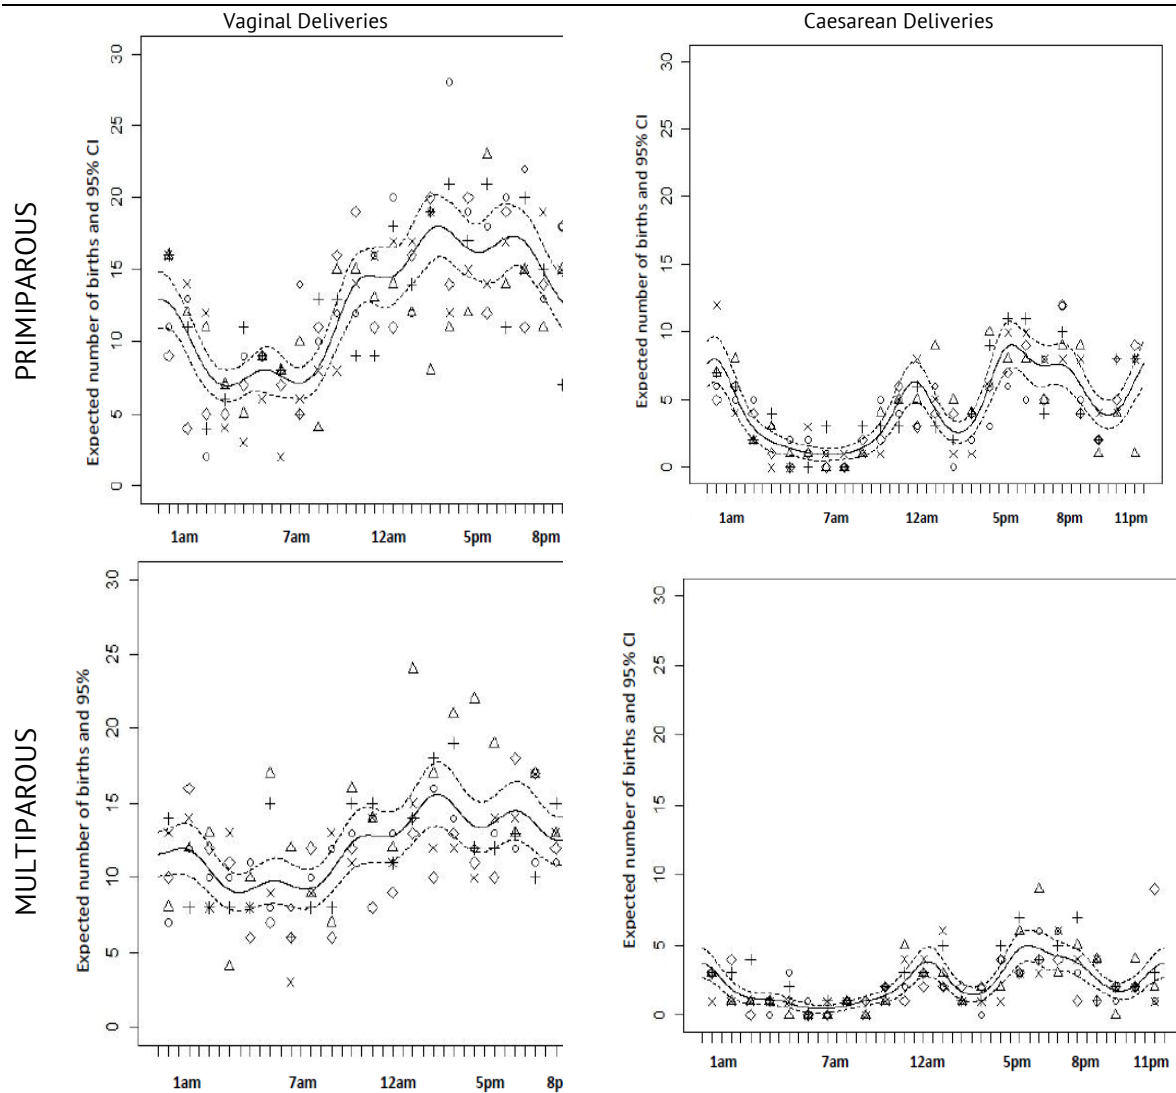 Vaginal Deliveries
Caesarean Deliveries
PRIMIPAROUS
Expected number of births and 95% CI
30
25
20
15
10
5
0
1am 7am 12am 5pm 8pm
Expected number of births and 95% CI
30
25
20
15
10
5
0
1am 7am 12am 5pm 8pm 11pm
MULTIPAROUS
Expected number of births and 95%
30
25
20
15
10
5
0
1am 7am 12am 5pm 8p
Expected number of births and 95% CI
30
25
20
15
10
5
0
1am 7am 12am 5pm 8pm 11pm